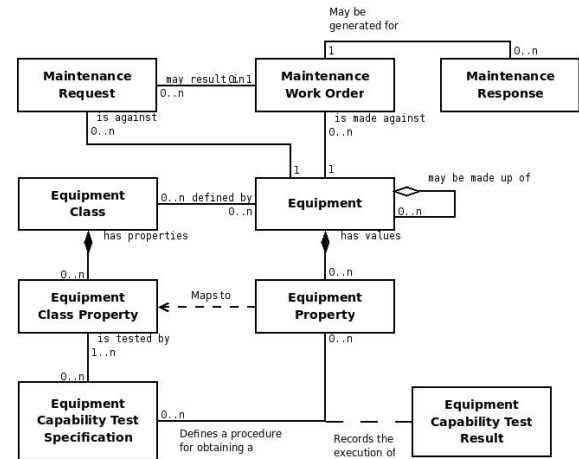 May be
generated for
1
0..n
Maintenance
Request
may result in
0..1
0..n
Maintenance
Work Order
Maintenance
Response
is against
0..n
is made against
0..n
1
1
may be made up of
0..n
Equipment
Class
0..n defined by
0..n
Equipment
has properties
has values
0..n
0..n
Equipment
Class Property
Maps to
Equipment
Property
is tested by
1..n
0..n
0..n
Equipment
Capability Test
Specification
0..n
Defines a procedure
for obtaining a
Records the
execution of
Equipment
Capability Test
Result